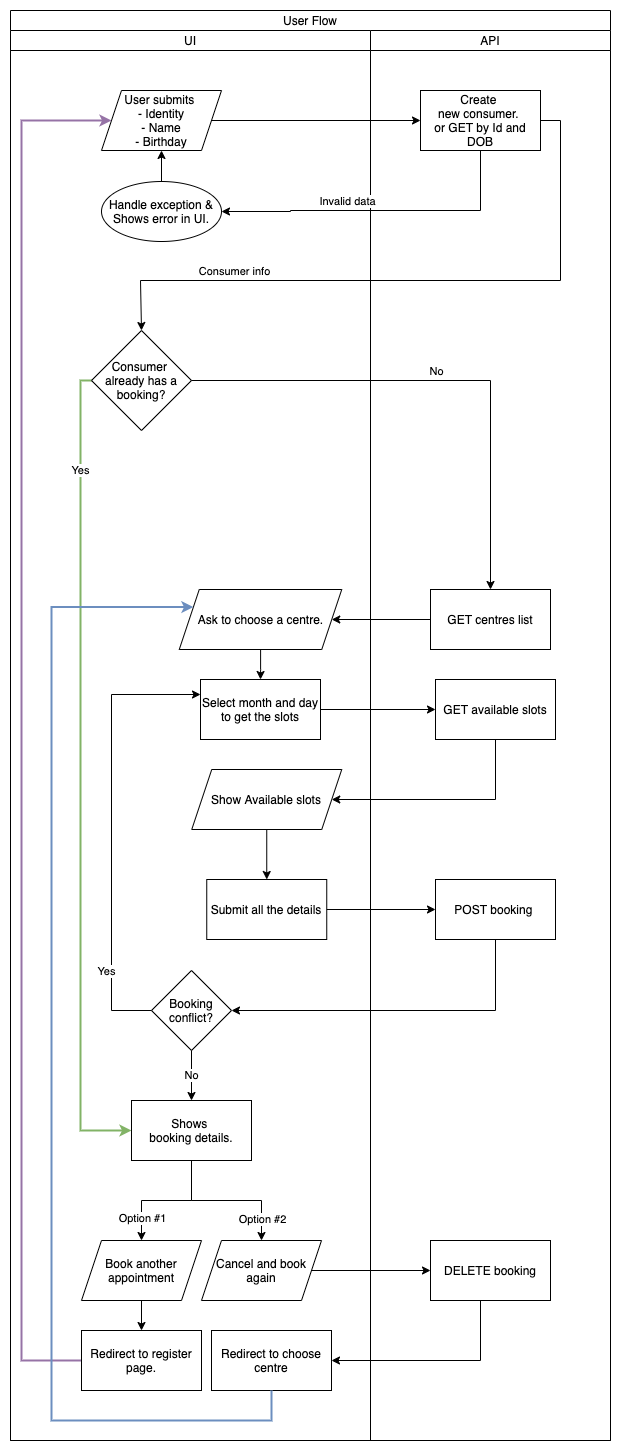 User Flow
UI
API
User submits
- Identity
- Name
- Birthday
Create
new consumer.
or GET by Id and
DOB
Handle exception &
Shows error in UI.
Invalid data
Consumer info
Consumer
already has a
booking?
No
Yes
Ask to choose a centre.
GET centres list
Select month and day
to get the slots
GET available slots
Show Available slots
Submit all the details
POST booking
Yes
Booking
conflict?
No
Shows
booking details.
Option #1
Option #2
Book another
appointment
Cancel and book
again
DELETE booking
Redirect to register
page.
Redirect to choose
centre